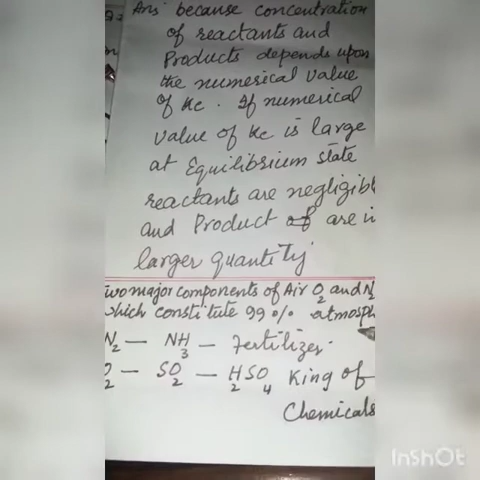 Ans because concentration
of reactants and
Products depends upon
the numerical value
of Kc. If numerical
value of Kc is large
at Equilibrium state
reactants are negligible
and Product are in
larger quantity
Two major components of Air O2 and N2
which constitute 99% atmosph
N2 — NH3 — Fertilizer
O2 — SO2 — H2SO4 King of
Chemicals
InShOt